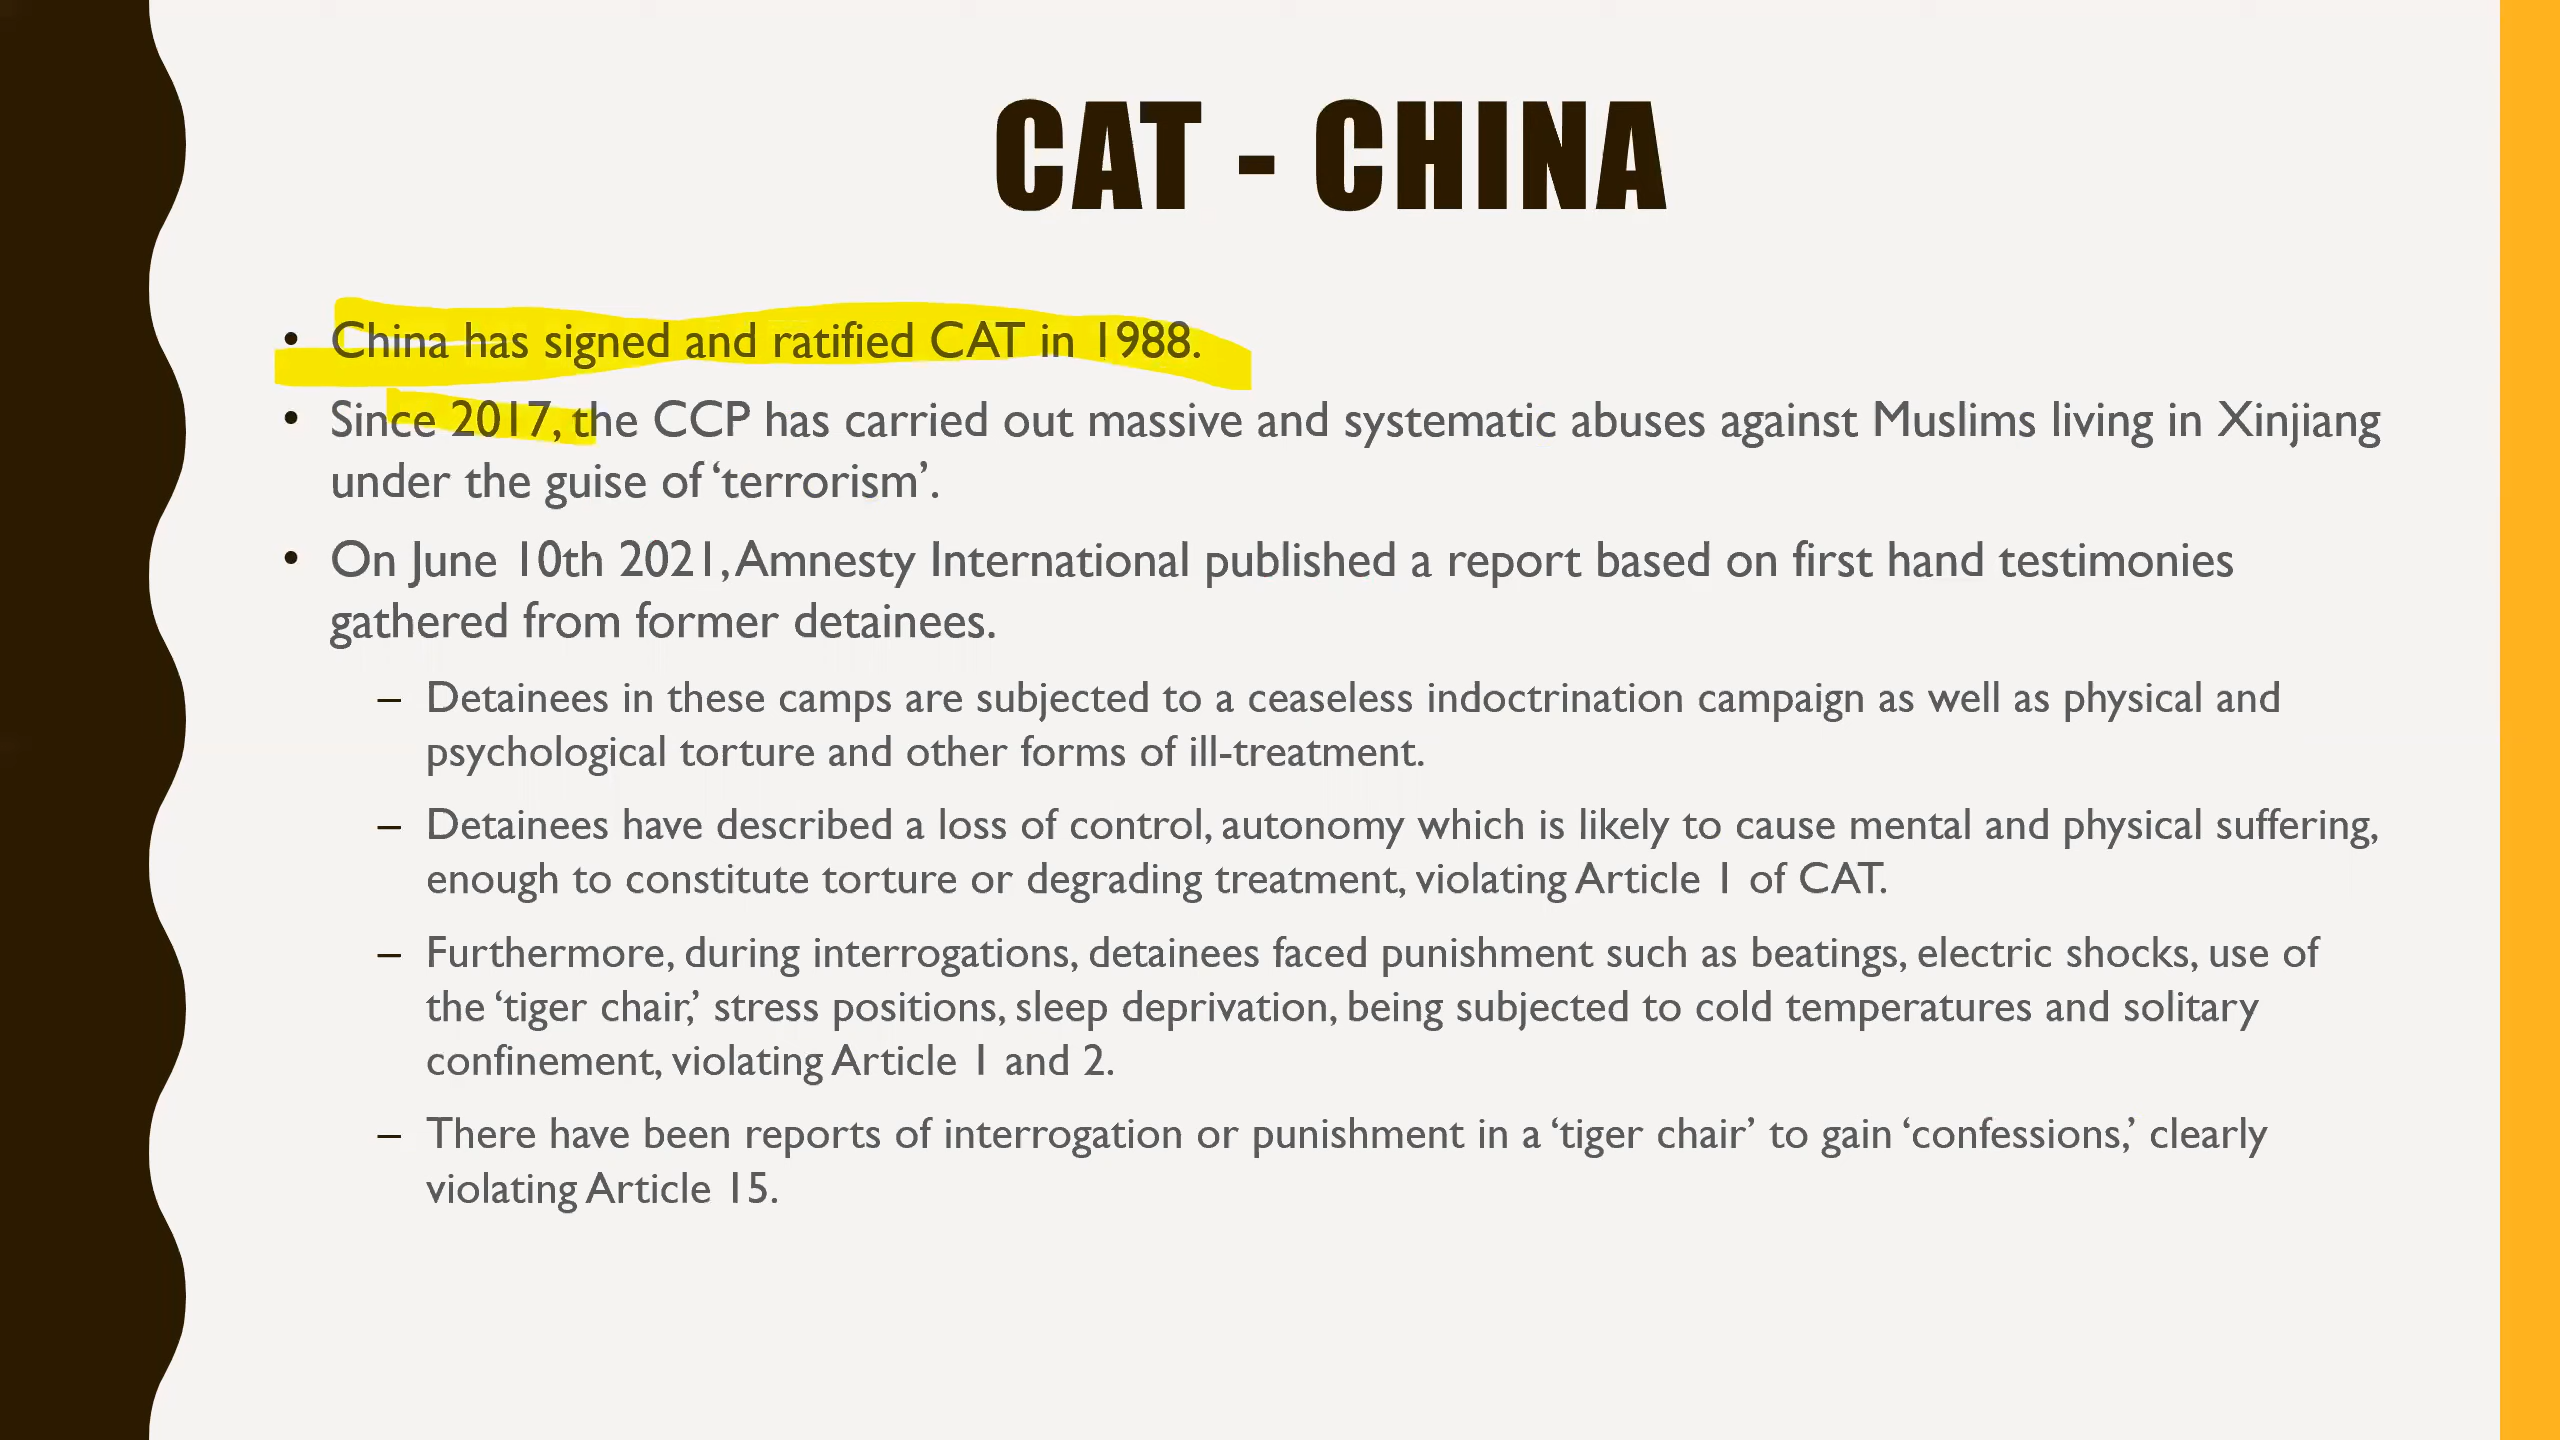 CAT - CHINA
• China has signed and ratified CAT in 1988.
• Since 2017, the CCP has carried out massive and systematic abuses against Muslims living in Xinjiang
under the guise of ‘terrorism’.
• On June 10th 2021, Amnesty International published a report based on first hand testimonies
gathered from former detainees.
– Detainees in these camps are subjected to a ceaseless indoctrination campaign as well as physical and
psychological torture and other forms of ill-treatment.
– Detainees have described a loss of control, autonomy which is likely to cause mental and physical suffering,
enough to constitute torture or degrading treatment, violating Article 1 of CAT.
– Furthermore, during interrogations, detainees faced punishment such as beatings, electric shocks, use of
the ‘tiger chair,’ stress positions, sleep deprivation, being subjected to cold temperatures and solitary
confinement, violating Article 1 and 2.
– There have been reports of interrogation or punishment in a ‘tiger chair’ to gain ‘confessions,’ clearly
violating Article 15.